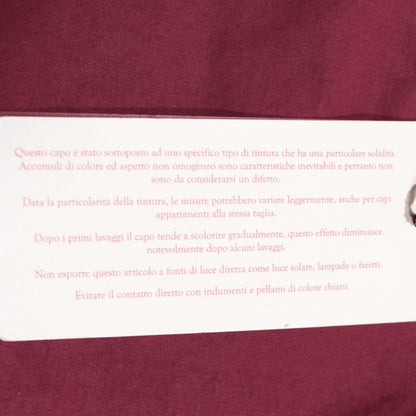 Questo capo è stato sottoposto ad uno specifico tipo di tintura che ha una particolare solidità.
Accumuli di colore ed aspetto non omogeneo sono caratteristiche inevitabili e pertanto non
sono da considerarsi un difetto.
Data la particolarità della tintura, le misure potrebbero variare leggermente, anche per capi
appartenenti alla stessa taglia.
Dopo i primi lavaggi il capo tende a scolorire gradualmente, questo effetto diminuisce
notevolmente dopo alcuni lavaggi.
Non esporre questo articolo a fonti di luce diretta come luce solare, lampade o faretti.
Evitare il contatto diretto con indumenti e pellami di colore chiaro.